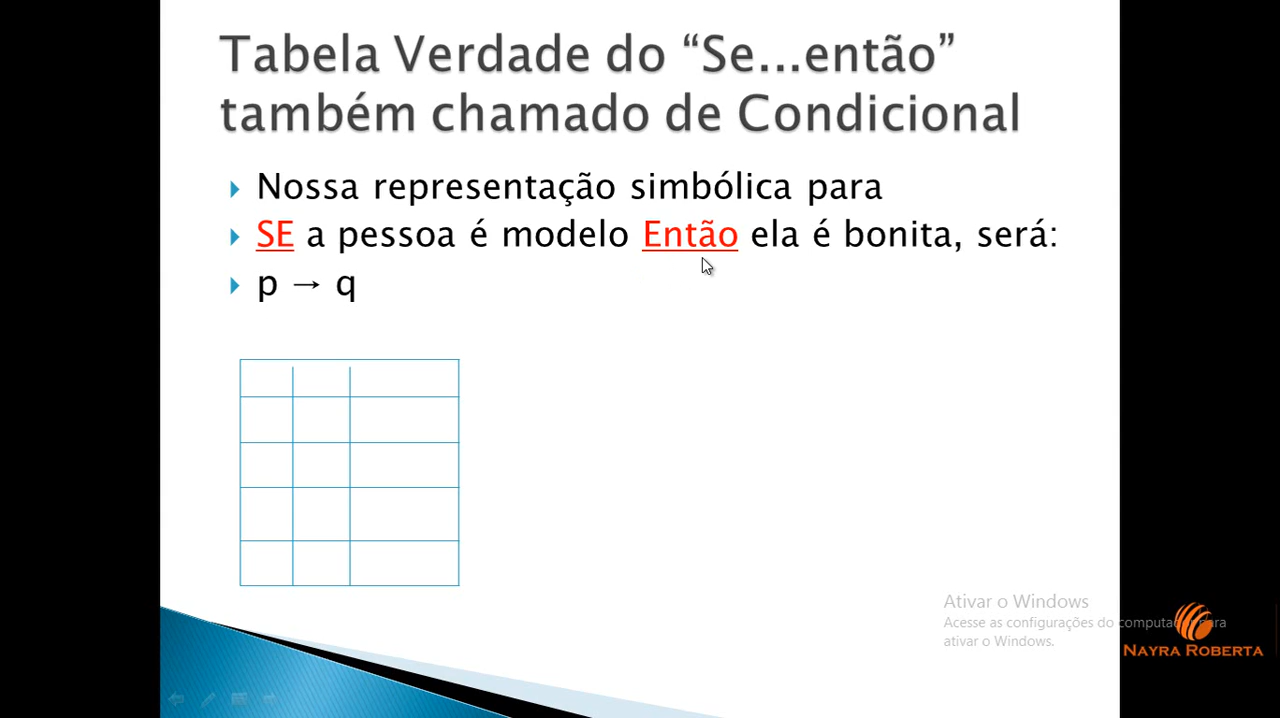 Tabela Verdade do “Se...então”
também chamado de Condicional
Nossa representação simbólica para
SE a pessoa é modelo Então ela é bonita, será:
p → q
Ativar o Windows
Acesse as configurações do computador para
ativar o Windows.
NAYRA ROBERTA